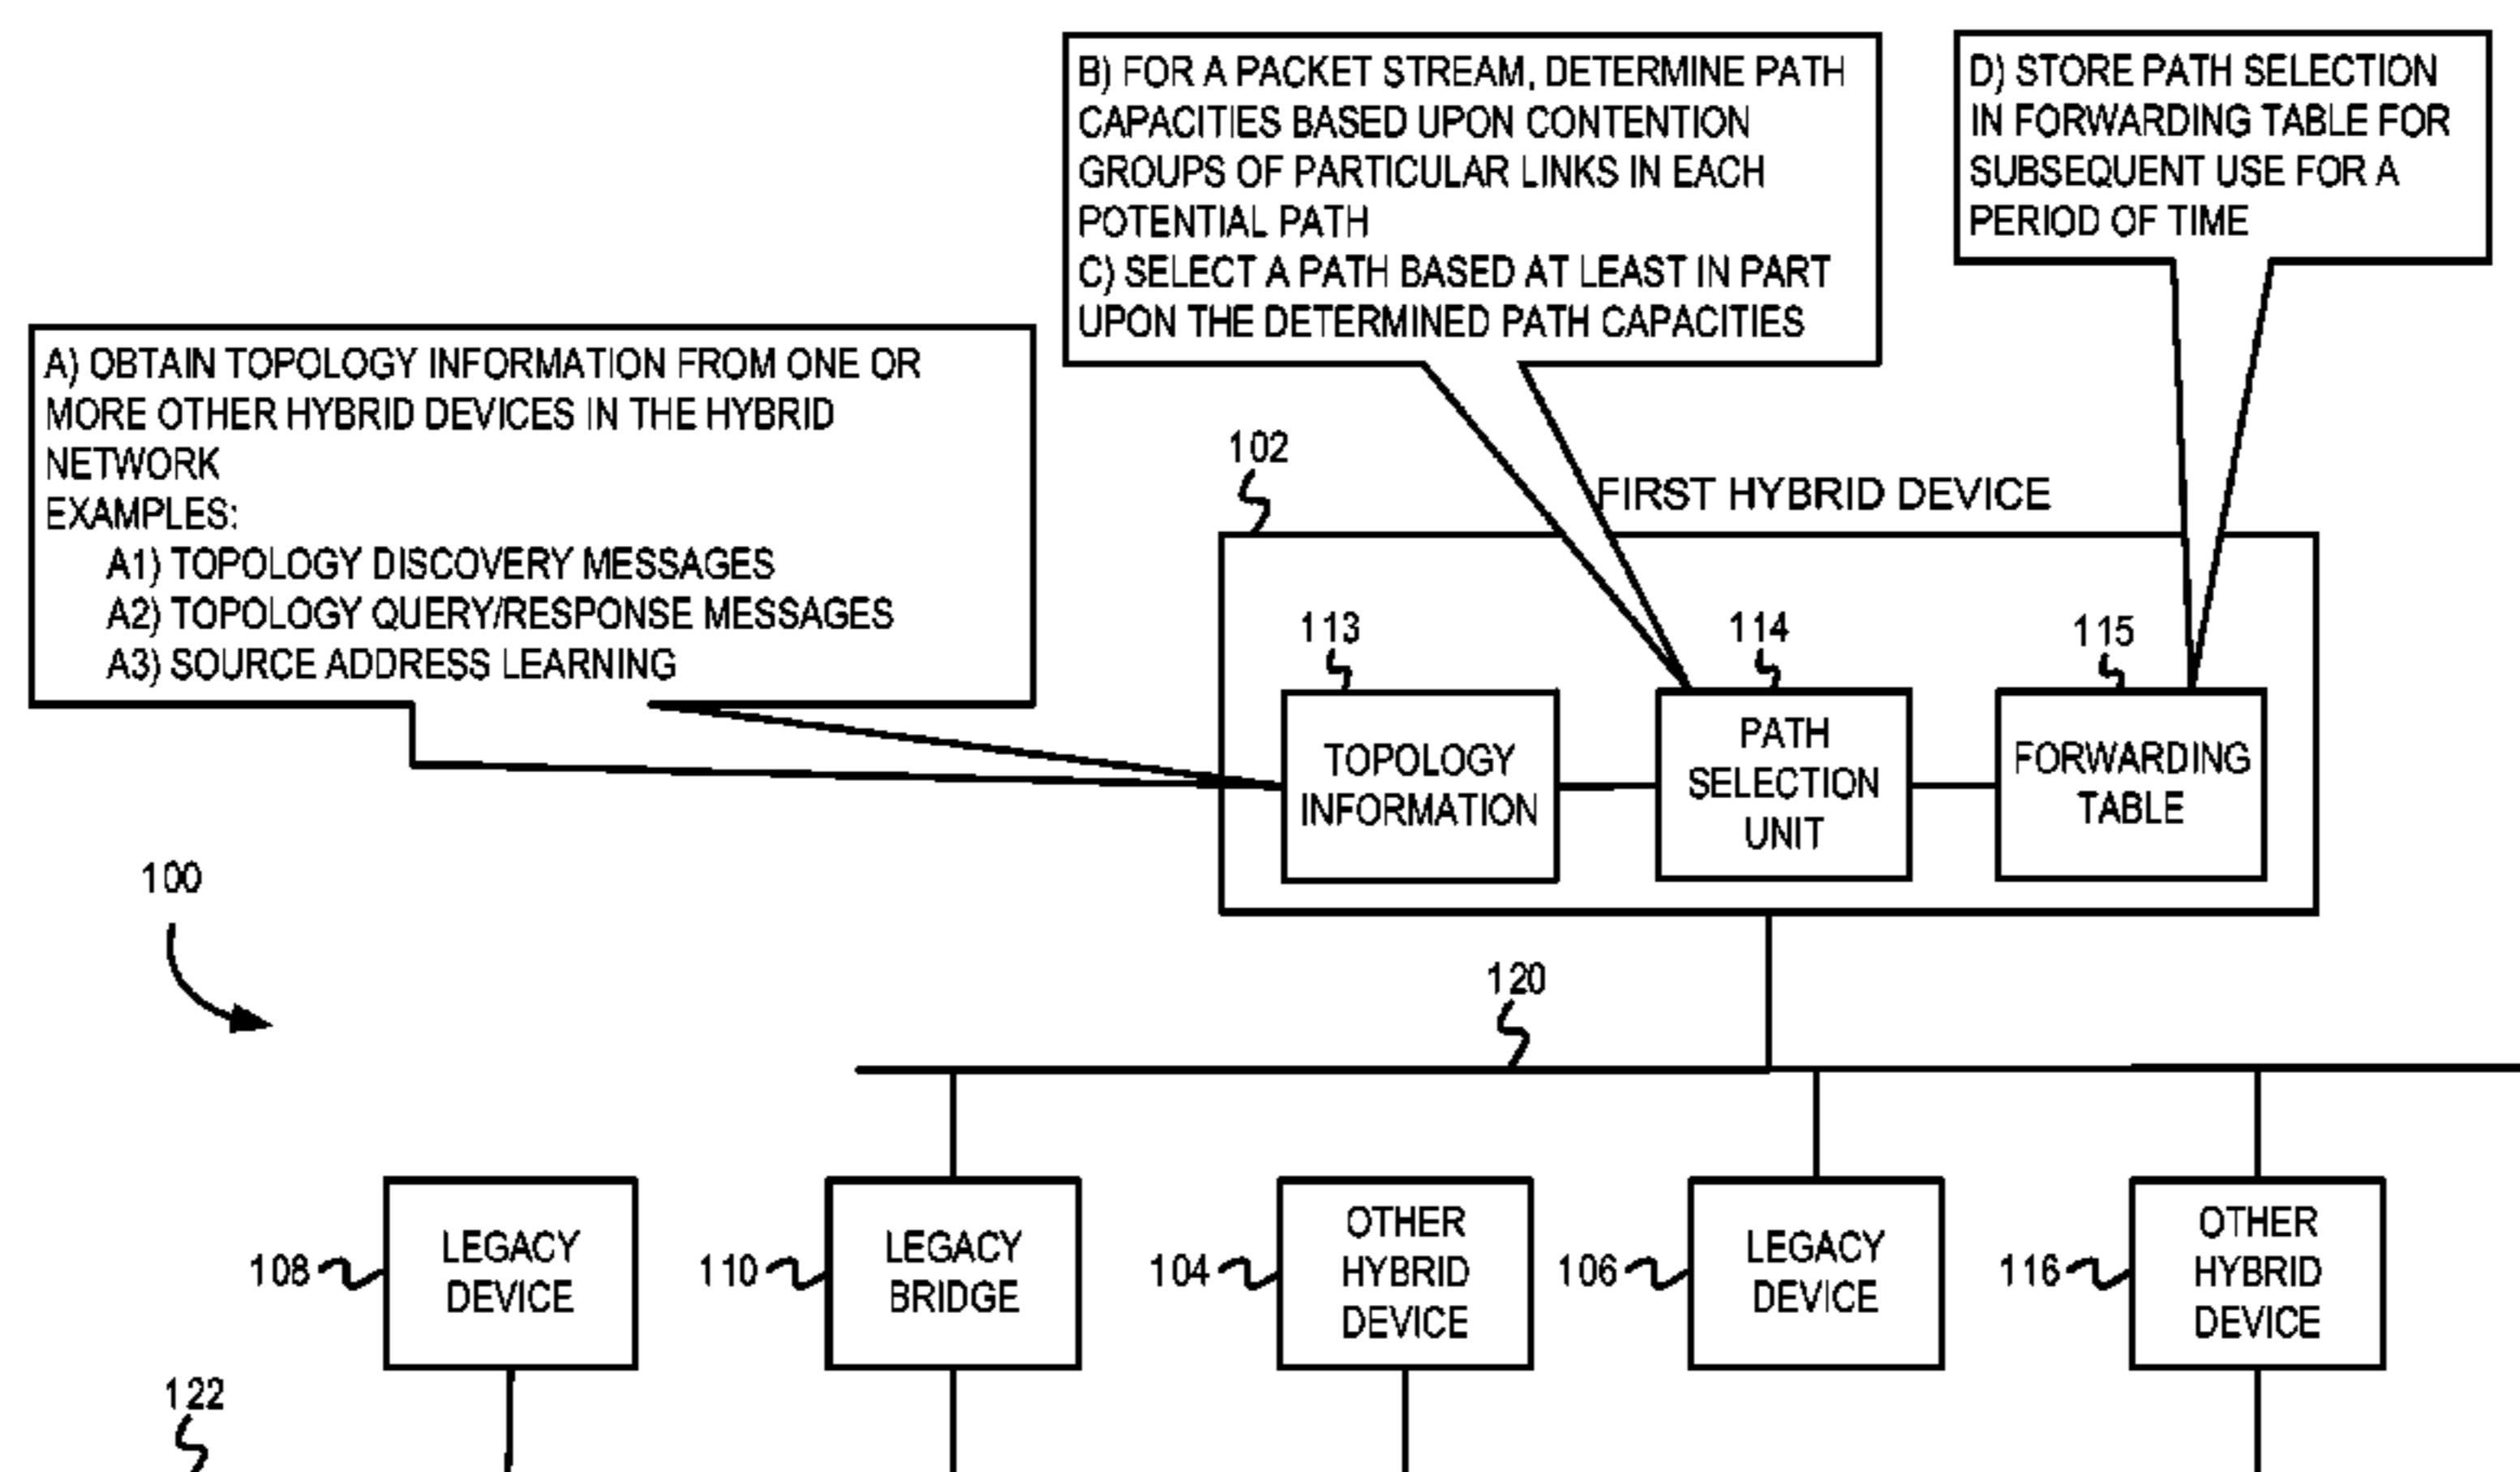 B) FOR A PACKET STREAM, DETERMINE PATH
CAPACITIES BASED UPON CONTENTION
GROUPS OF PARTICULAR LINKS IN EACH
POTENTIAL PATH
C) SELECT A PATH BASED AT LEAST IN PART
UPON THE DETERMINED PATH CAPACITIES
D) STORE PATH SELECTION
IN FORWARDING TABLE FOR
SUBSEQUENT USE FOR A
PERIOD OF TIME
A) OBTAIN TOPOLOGY INFORMATION FROM ONE OR
MORE OTHER HYBRID DEVICES IN THE HYBRID
NETWORK
EXAMPLES:
A1) TOPOLOGY DISCOVERY MESSAGES
A2) TOPOLOGY QUERY/RESPONSE MESSAGES
A3) SOURCE ADDRESS LEARNING
102
FIRST HYBRID DEVICE
113
114
115
TOPOLOGY
INFORMATION
PATH
SELECTION
UNIT
FORWARDING
TABLE
100
120
108
LEGACY
DEVICE
110
LEGACY
BRIDGE
104
OTHER
HYBRID
DEVICE
106
LEGACY
DEVICE
116
OTHER
HYBRID
DEVICE
122